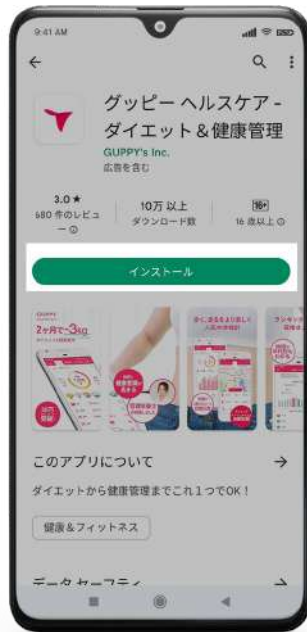 9:41 AM
グッピー ヘルスケア -
ダイエット＆健康管理
GUPPY's Inc.
広告を含む
3.0★
680 件のレビュ
ー
10万 以上
ダウンロード数
16+
16 歳以上
インストール
2ヶ月で-3kg
このアプリについて
ダイエットから健康管理までこれ1つでOK！
健康＆フィットネス
データ セーフティ